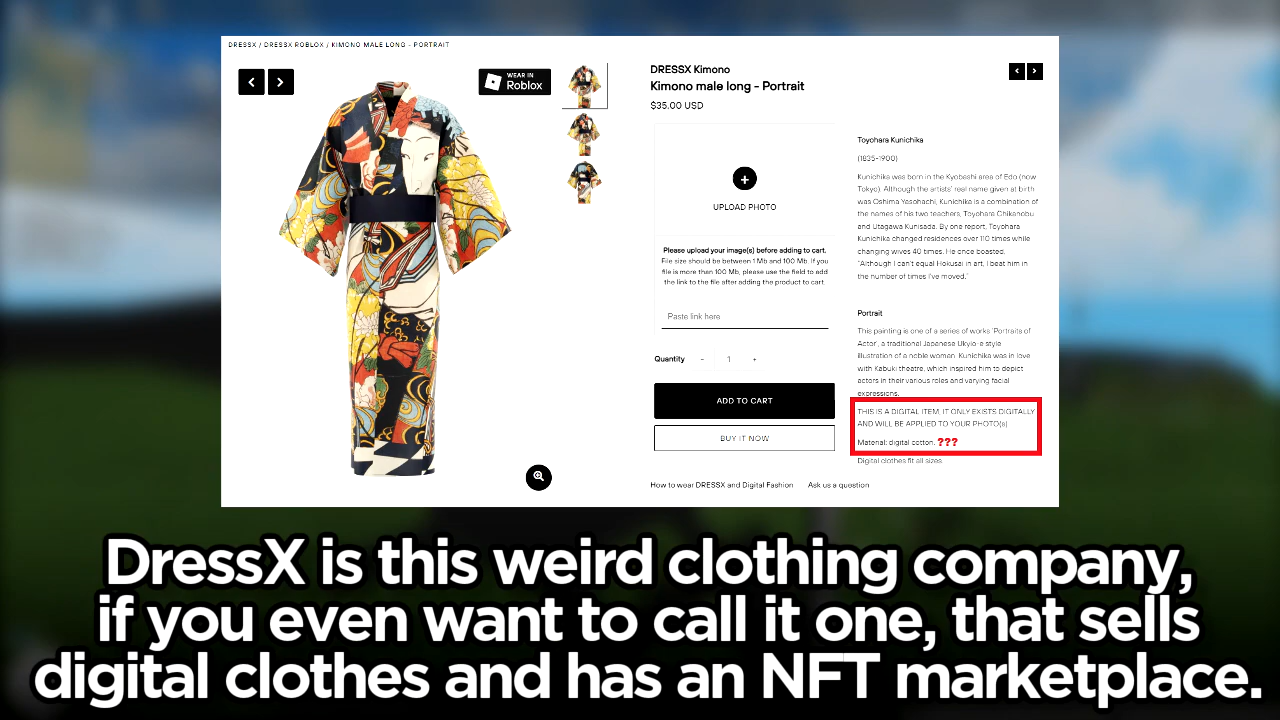 DRESSX / DRESSX ROBLOX / KIMONO MALE LONG - PORTRAIT
WEAR IN
Roblox
DRESSX Kimono
Kimono male long - Portrait
$35.00 USD
UPLOAD PHOTO
Please upload your image(s) before adding to cart.
File size should be between 1 Mb and 100 Mb. If you
file is more than 100 Mb, please use the field to add
the link to the file after adding the product to cart.
Paste link here
Quantity - 1 +
ADD TO CART
BUY IT NOW
Toyohara Kunichika
(1835-1900)
Kunichika was born in the Kyobashi area of Edo (now
Tokyo). Although the artists' real name given at birth
was Oshima Yasohachi, Kunichika is a combination of
the names of his two teachers, Toyohara Chikanobu
and Utagawa Kunisada. By one report, Toyohara
Kunichika changed residences over 110 times while
changing wives 40 times. He once boasted,
'Although I can't equal Hokusai in art, I beat him in
the number of times I've moved.'
Portrait
This painting is one of a series of works 'Portraits of
Actor', a traditional Japanese Ukyio-e style
illustration of a noble woman. Kunichika was in love
with Kabuki theatre, which inspired him to depict
actors in their various roles and varying facial
expressions.
THIS IS A DIGITAL ITEM, IT ONLY EXISTS DIGITALLY
AND WILL BE APPLIED TO YOUR PHOTO(s)
Material: digital cotton. ???
Digital clothes fit all sizes
How to wear DRESSX and Digital Fashion
Ask us a question
DressX is this weird clothing company,
if you even want to call it one, that sells
digital clothes and has an NFT marketplace.